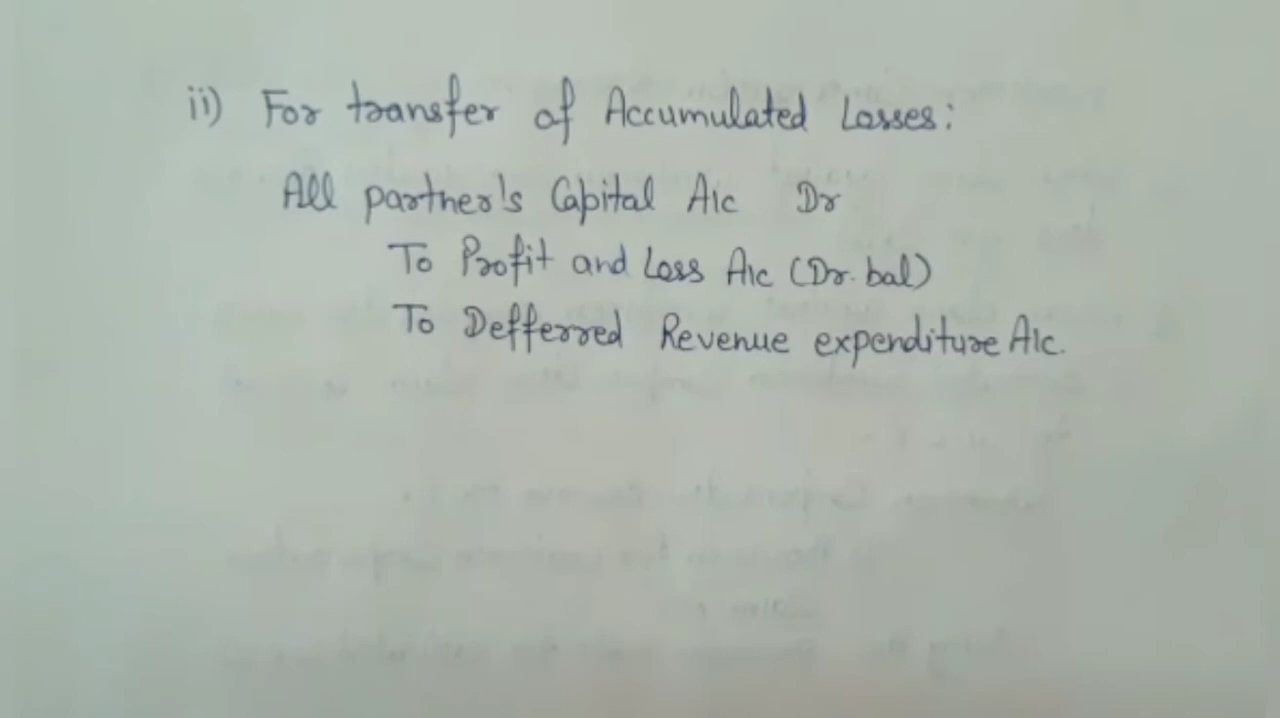 ii) For transfer of Accumulated Losses:
All partner's Capital A/c Dr
To Profit and Loss A/c (Dr. bal)
To Defferred Revenue expenditure A/c.